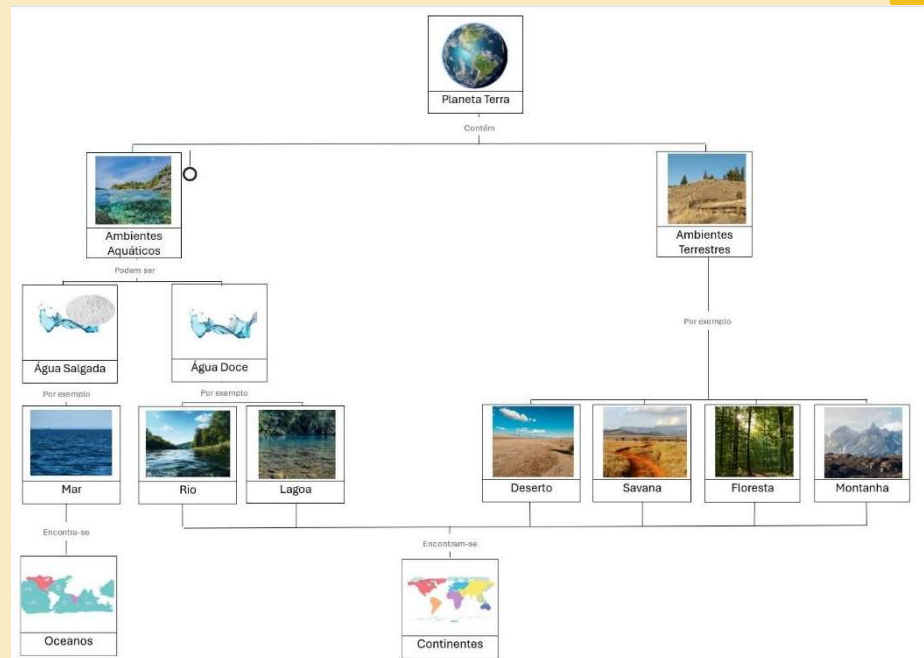 Planeta Terra
Contém
Ambientes
Aquáticos
Ambientes
Terrestres
Podem ser
Água Salgada
Água Doce
Por exemplo
Por exemplo
Por exemplo
Mar
Rio
Lagoa
Deserto
Savana
Floresta
Montanha
Encontra-se
Encontram-se
Oceanos
Continentes